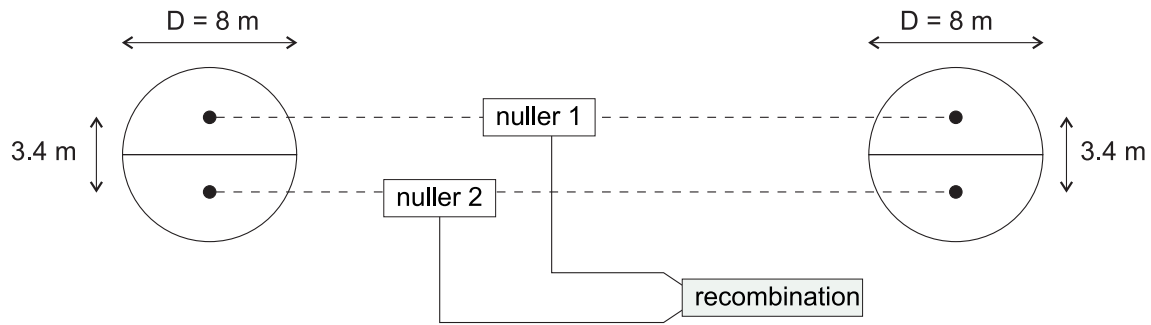 D = 8 m
D = 8 m
nuller 1
3.4 m
3.4 m
nuller 2
recombination